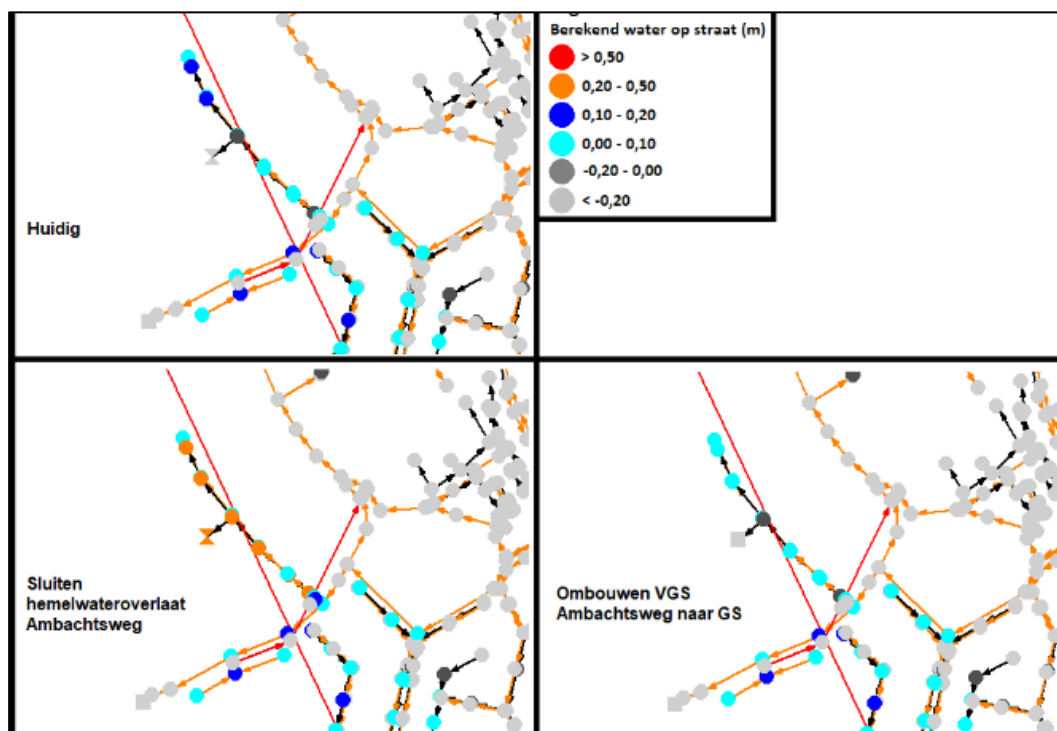 Berekend water op straat (m)
> 0,50
0,20 - 0,50
0,10 - 0,20
0,00 - 0,10
-0,20 - 0,00
< -0,20
Huidig
Sluiten
hemelwateroverlaat
Ambachtsweg
Ombouwen VGS
Ambachtsweg naar GS